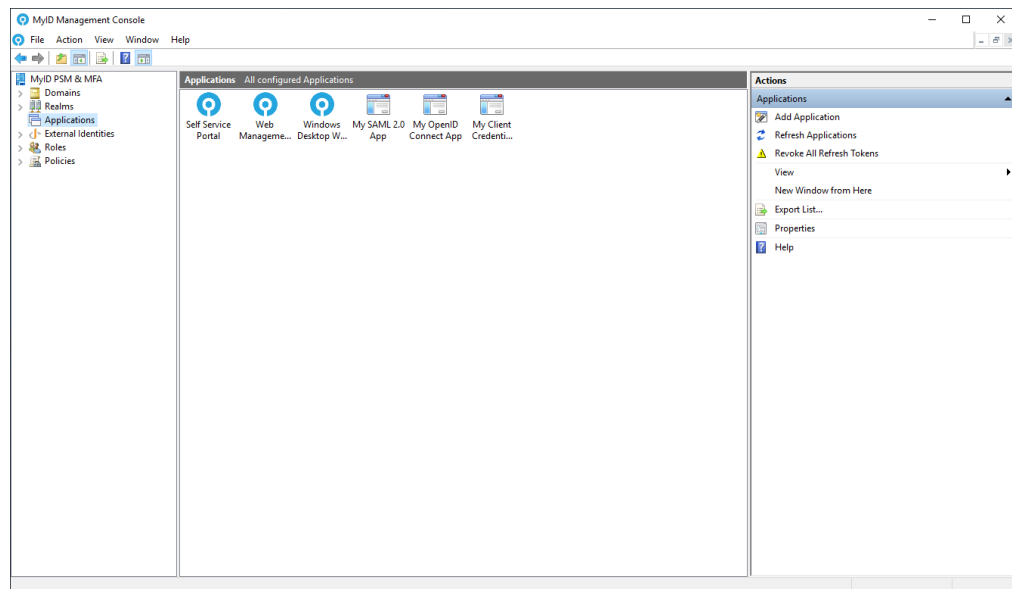 MyID Management Console
File Action View Window Help
MyID PSM & MFA
Domains
Realms
Applications
External Identities
Roles
Policies
Applications All configured Applications
Self Service Portal
Web Manageme...
Windows Desktop W...
My SAML 2.0 App
My OpenID Connect App
My Client Credenti...
Actions
Applications
Add Application
Refresh Applications
Revoke All Refresh Tokens
View
New Window from Here
Export List...
Properties
Help